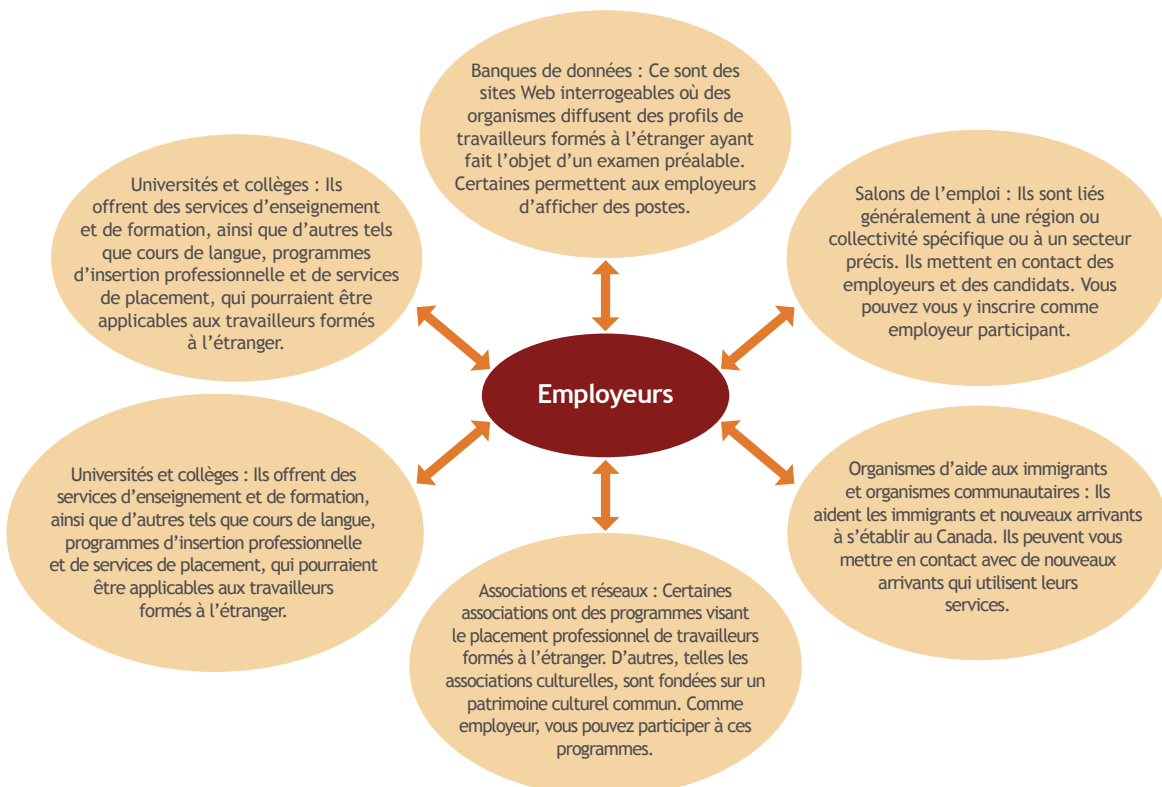 Banques de données : Ce sont des
sites Web interrogeables où des
organismes diffusent des profils de
travailleurs formés à l’étranger ayant
fait l’objet d’un examen préalable.
Certaines permettent aux employeurs
d’afficher des postes.
Universités et collèges : Ils
offrent des services d’enseignement
et de formation, ainsi que d’autres tels
que cours de langue, programmes
d’insertion professionnelle et de services
de placement, qui pourraient être
applicables aux travailleurs formés
à l’étranger.
Salons de l’emploi : Ils sont liés
généralement à une région ou
collectivité spécifique ou à un secteur
précis. Ils mettent en contact des
employeurs et des candidats. Vous
pouvez vous y inscrire comme
employeur participant.
Employeurs
Universités et collèges : Ils offrent des
services d’enseignement et de formation,
ainsi que d’autres tels que cours de langue,
programmes d’insertion professionnelle
et de services de placement, qui pourraient
être applicables aux travailleurs
formés à l’étranger.
Organismes d’aide aux immigrants
et organismes communautaires : Ils
aident les immigrants et nouveaux arrivants
à s’établir au Canada. Ils peuvent vous
mettre en contact avec de nouveaux
arrivants qui utilisent leurs
services.
Associations et réseaux : Certaines
associations ont des programmes visant
le placement professionnel de travailleurs
formés à l’étranger. D’autres, telles les
associations culturelles, sont fondées sur un
patrimoine culturel commun. Comme
employeur, vous pouvez participer à ces
programmes.